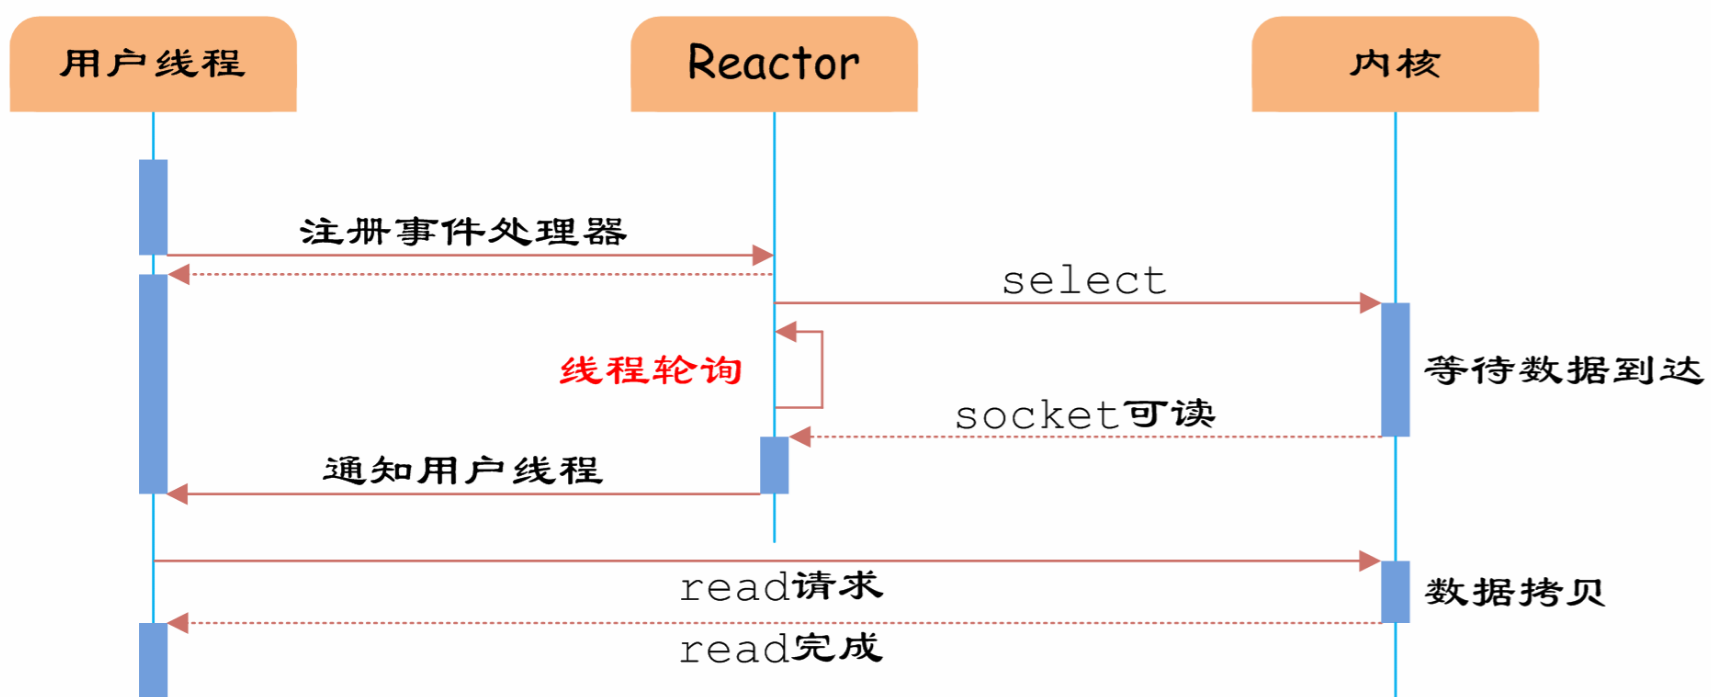 用户线程
Reactor
内核
注册事件处理器
select
线程轮询
等待数据到达
socket可读
通知用户线程
read请求
数据拷贝
read完成